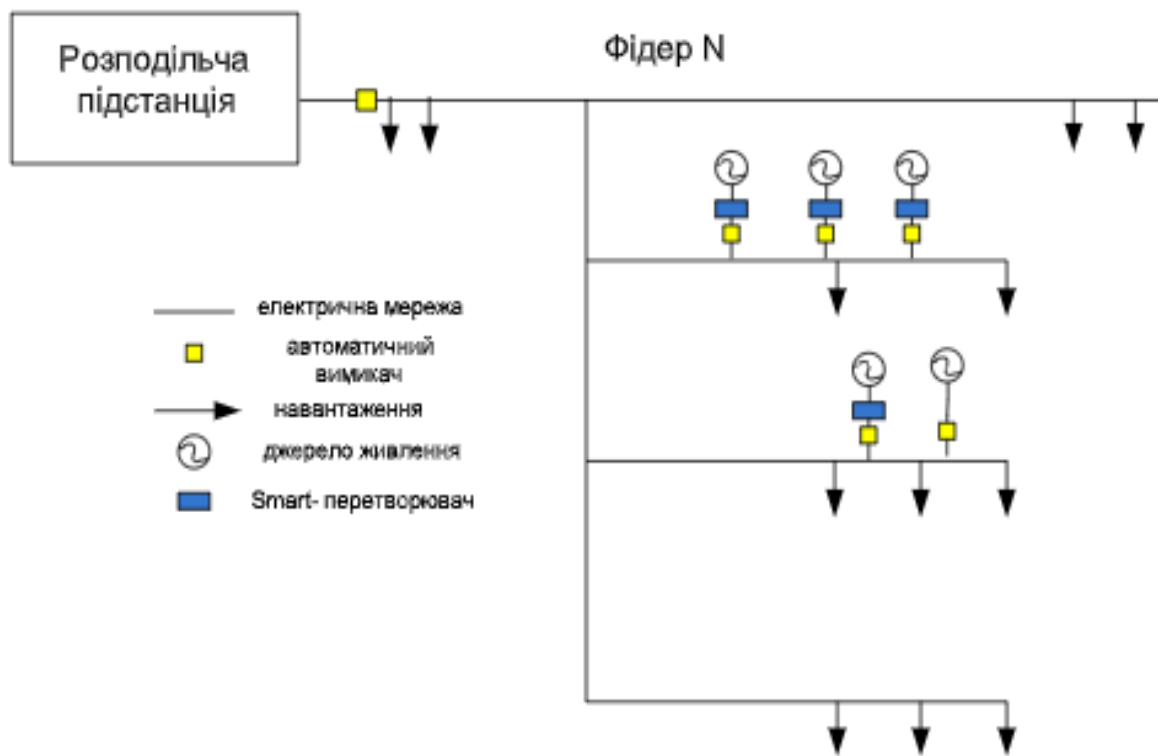 Розподільча
підстанція
Фідер N
електрична мережа
автоматичний
вимикач
навантаження
джерело живлення
Smart- перетворювач